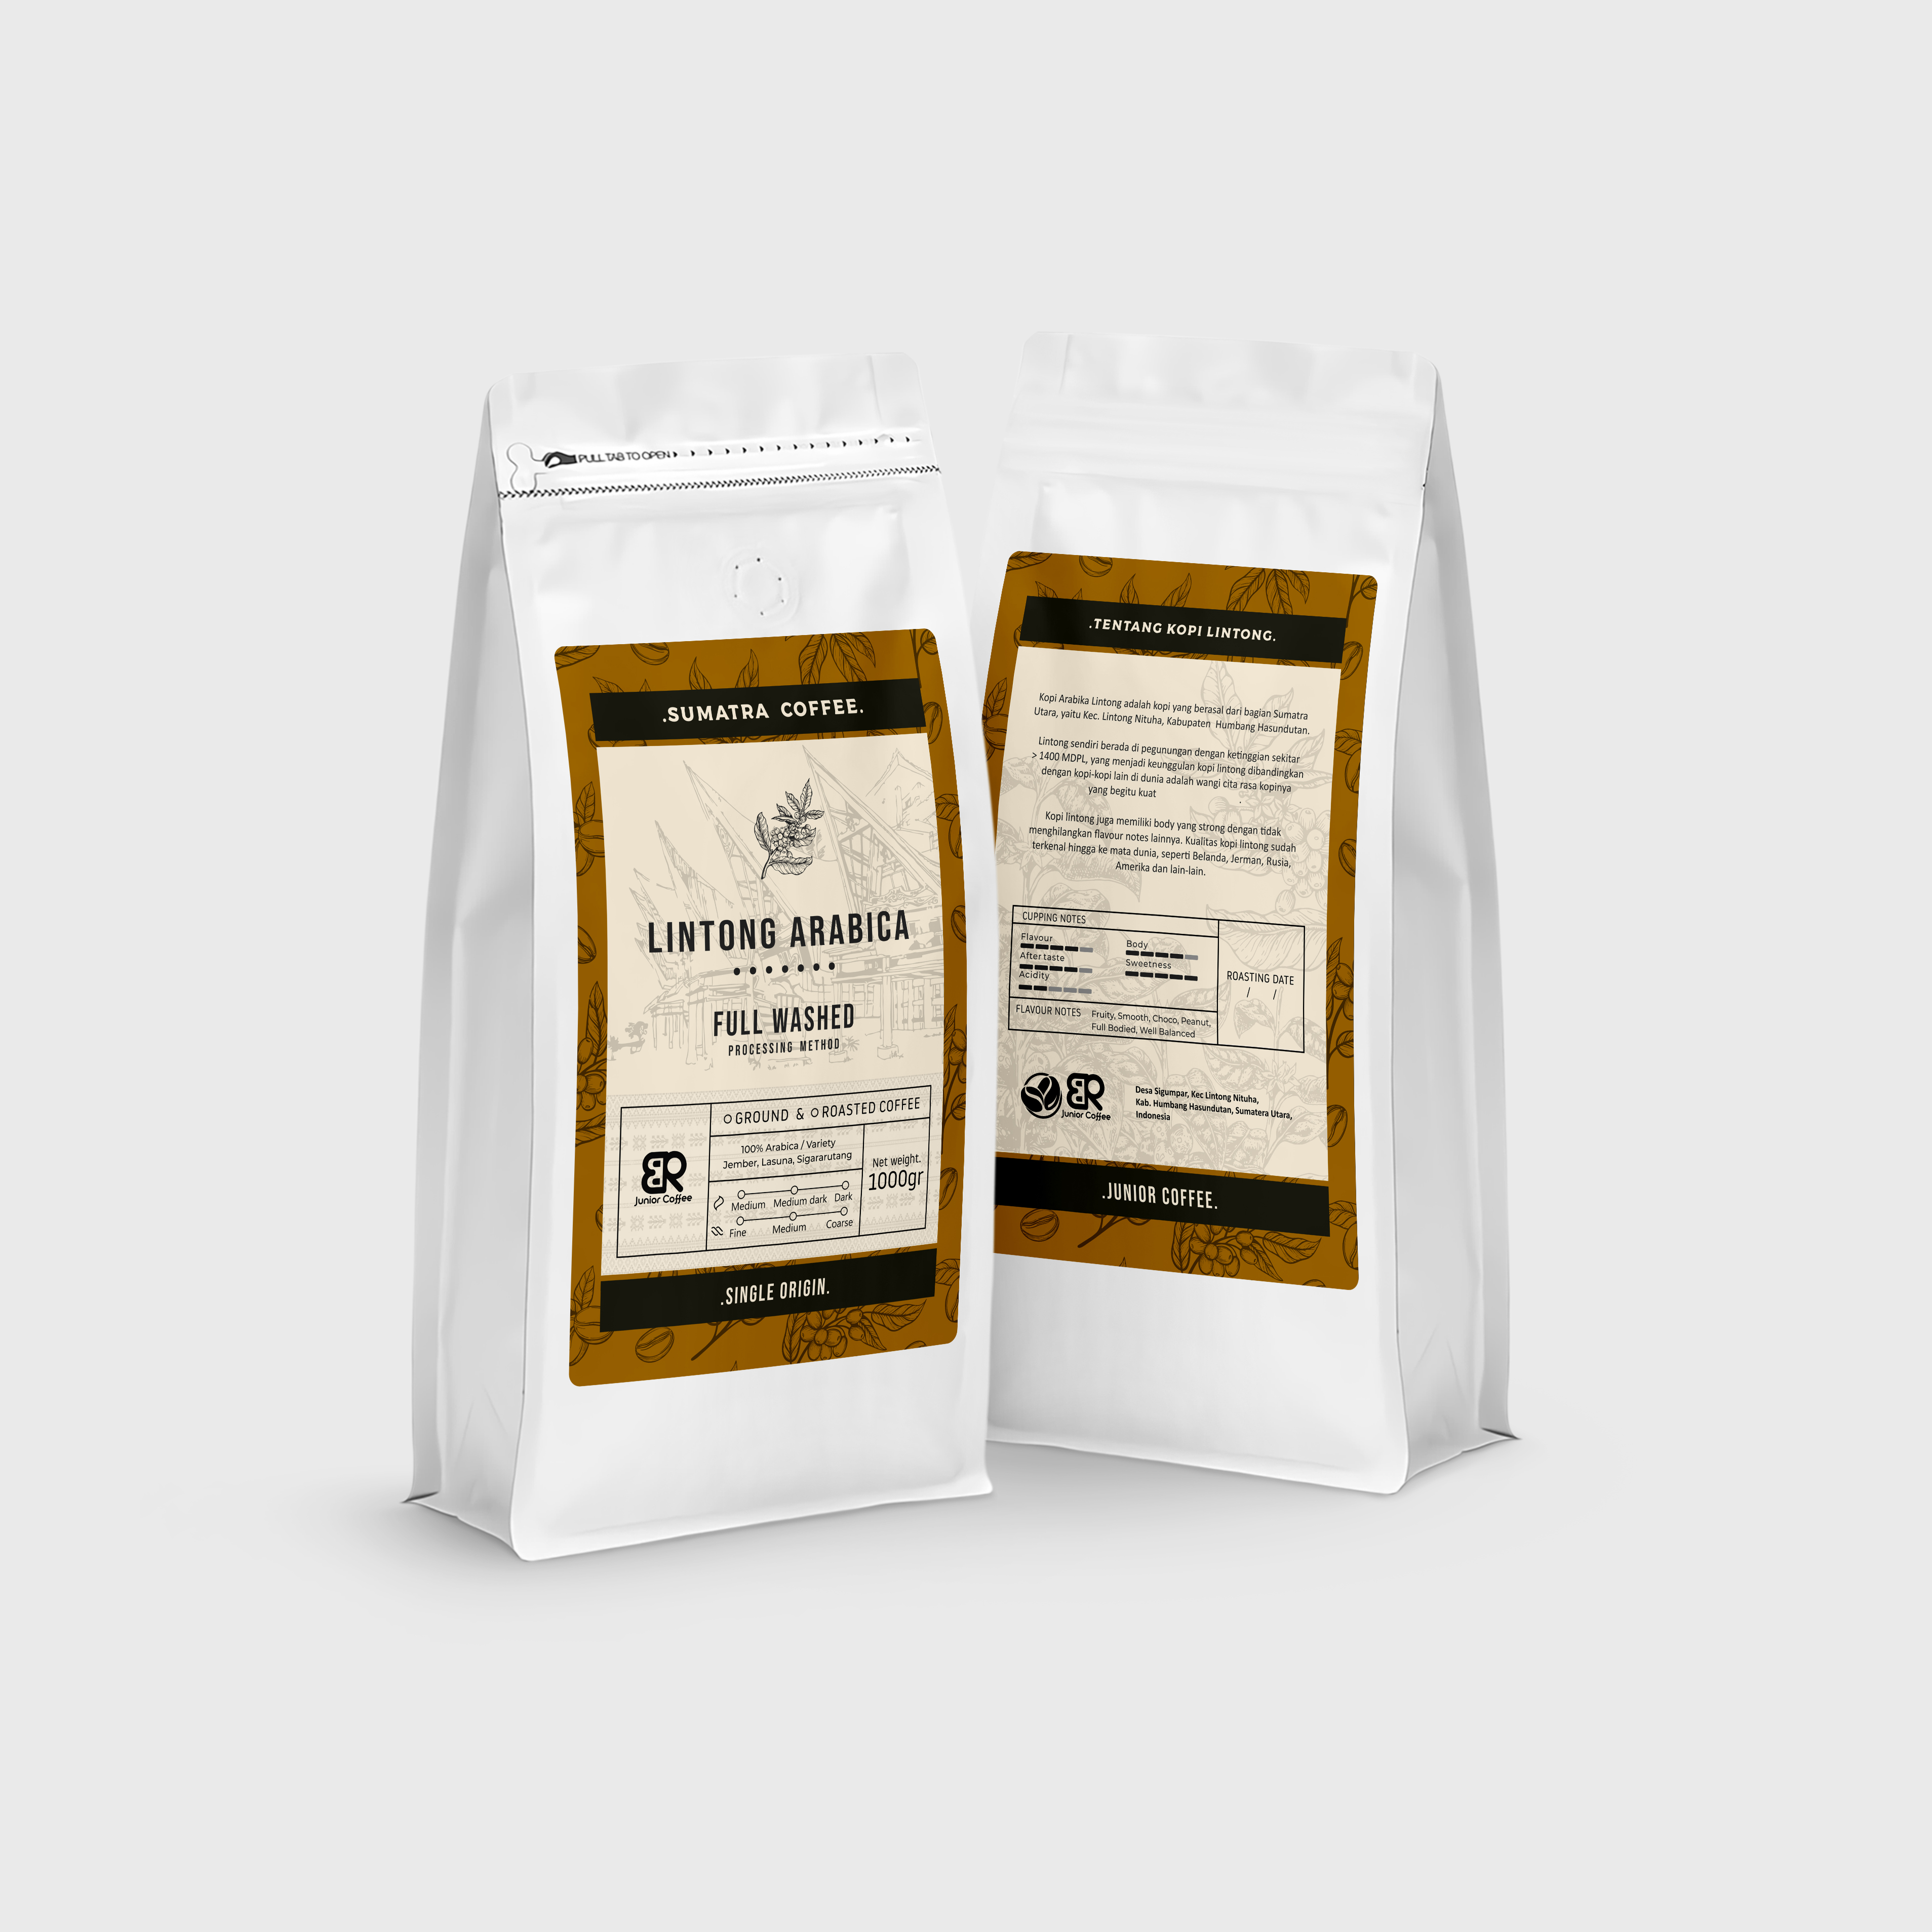 PULL TAB TO OPEN
.SUMATRA COFFEE.
LINTONG ARABICA
FULL WASHED
PROCESSING METHOD
GROUND & ROASTED COFFEE
100% Arabica / Variety
Jember, Lasuna, Sigararutang
Net weight.
1000gr
BR
Junior Coffee
Medium Medium dark Dark
Fine Medium Coarse
.SINGLE ORIGIN.
.TENTANG KOPI LINTONG.
Kopi Arabika Lintong adalah kopi yang berasal dari bagian Sumatra
Utara, yaitu Kec. Lintong Nituha, Kabupaten Humbang Hasundutan.
Lintong sendiri berada di pegunungan dengan ketinggian sekitar
> 1400 MDPL, yang menjadi keunggulan kopi lintong dibandingkan
dengan kopi-kopi lain di dunia adalah wangi cita rasa kopinya
yang begitu kuat .
Kopi lintong juga memiliki body yang strong dengan tidak
menghilangkan flavour notes lainnya. Kualitas kopi lintong sudah
terkenal hingga ke mata dunia, seperti Belanda, Jerman, Rusia,
Amerika dan lain-lain.
CUPPING NOTES
Flavour Body
After taste Sweetness
Acidity
ROASTING DATE
/ /
FLAVOUR NOTES Fruity, Smooth, Choco, Peanut,
Full Bodied, Well Balanced
BR
Junior Coffee
Desa Sigumpar, Kec Lintong Nituha,
Kab. Humbang Hasundutan, Sumatera Utara,
Indonesia
.JUNIOR COFFEE.